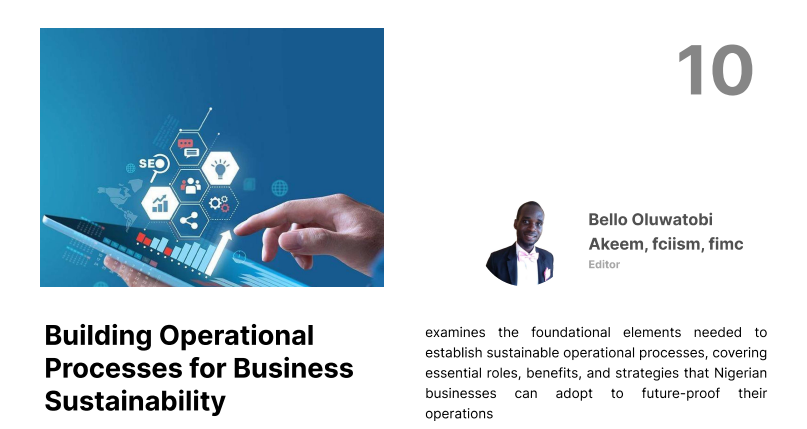 10
SEO
Bello Oluwatobi
Akeem, fciism, fimc
Editor
Building Operational
Processes for Business
Sustainability
examines the foundational elements needed to
establish sustainable operational processes, covering
essential roles, benefits, and strategies that Nigerian
businesses can adopt to future-proof their
operations